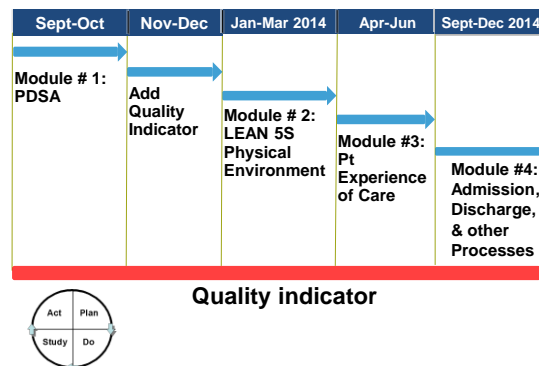 Sept-Oct
Nov-Dec
Jan-Mar 2014
Apr-Jun
Sept-Dec 2014
Module # 1:
PDSA
Add
Quality
Indicator
Module # 2:
LEAN 5S
Physical
Environment
Module #3:
Pt
Experience
of Care
Module #4:
Admission,
Discharge,
& other
Processes
Quality indicator
Act
Plan
Study
Do